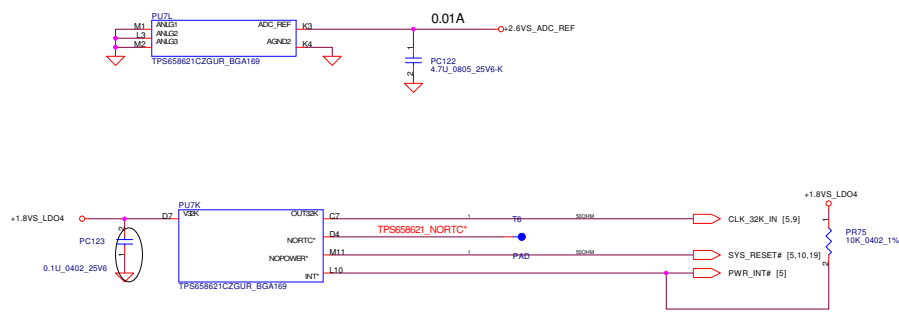 PU7L
0.01A
M1 ANLG1 ADC_REF K3 +2.6VS_ADC_REF
L3 ANLG2
M2 ANLG3 AGND2 K4
1
PC122
TPS658621CZGUR_BGA169
2
4.7U_0805_25V6-K
+1.8VS_LDO4
PU7K
+1.8VS_LDO4 D7 V32K OUT32K C7 1 T6 50OHM CLK_32K_IN [5,9]
1
2
TPS658621_NORTC*
PC123
NORTC* D4
PR75
10K_0402_1%
1
NOPOWER* M11 1 PAD 50OHM SYS_RESET# [5,10,19]
2
0.1U_0402_25V6
INT* L10 PWR_INT# [5]
TPS658621CZGUR_BGA169